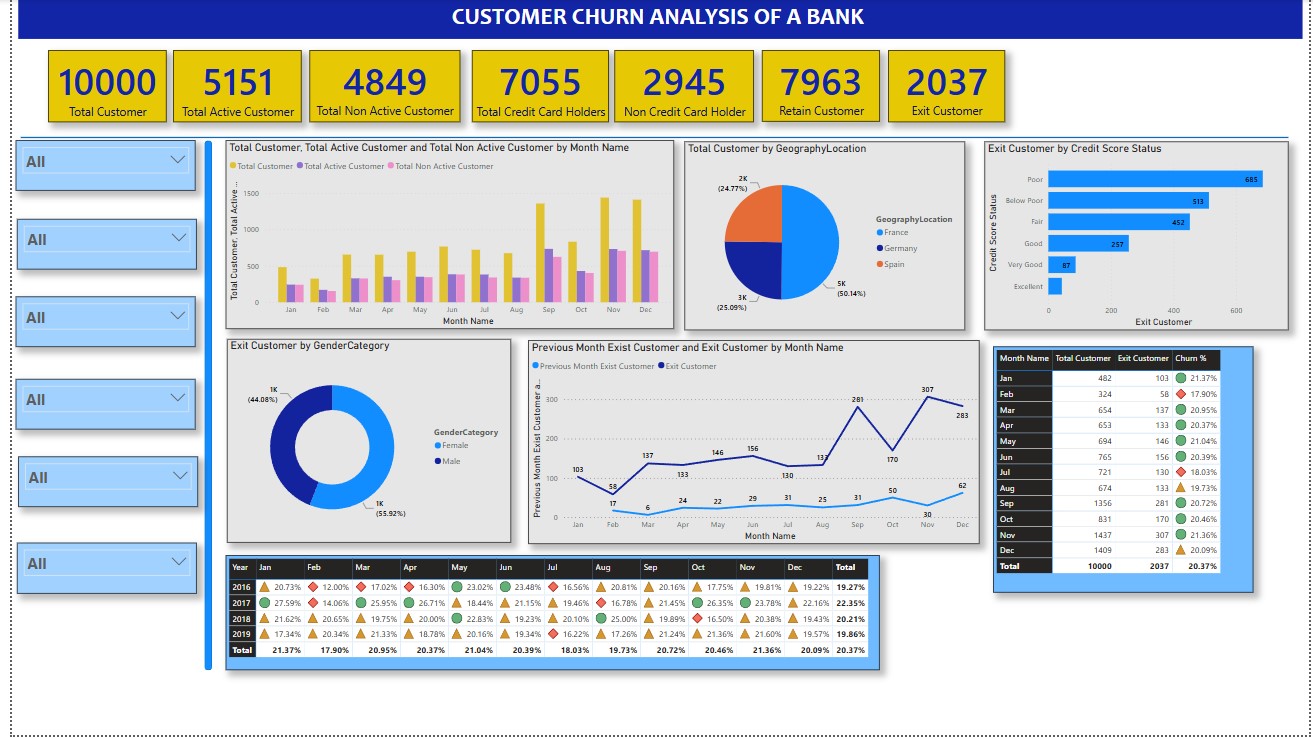 CUSTOMER CHURN ANALYSIS OF A BANK
10000
Total Customer
5151
Total Active Customer
4849
Total Non Active Customer
7055
Total Credit Card Holders
2945
Non Credit Card Holder
7963
Retain Customer
2037
Exit Customer
All
All
All
All
All
All
Total Customer, Total Active Customer and Total Non Active Customer by Month Name
Total Customer Total Active Customer Total Non Active Customer
Total Customer, Total Active ...
1500
1000
500
0
Jan Feb Mar Apr May Jun Jul Aug Sep Oct Nov Dec
Month Name
Total Customer by GeographyLocation
2K
(24.77%)
3K
(25.09%)
5K
(50.14%)
GeographyLocation
France
Germany
Spain
Exit Customer by Credit Score Status
Credit Score Status
Poor 685
Below Poor 513
Fair 452
Good 257
Very Good 87
Excellent
0 200 400 600
Exit Customer
Exit Customer by GenderCategory
1K
(44.08%)
1K
(55.92%)
GenderCategory
Female
Male
Previous Month Exist Customer and Exit Customer by Month Name
Previous Month Exist Customer Exit Customer
Previous Month Exist Customer a...
300
200
100
0
103 58 137 133 146 156 130 133 281 170 307 283
17 6 24 22 29 31 25 31 50 30 62
Jan Feb Mar Apr May Jun Jul Aug Sep Oct Nov Dec
Month Name
Month Name Total Customer Exit Customer Churn %
Jan 482 103 21.37%
Feb 324 58 17.90%
Mar 654 137 20.95%
Apr 653 133 20.37%
May 694 146 21.04%
Jun 765 156 20.39%
Jul 721 130 18.03%
Aug 674 133 19.73%
Sep 1356 281 20.72%
Oct 831 170 20.46%
Nov 1437 307 21.36%
Dec 1409 283 20.09%
Total 10000 2037 20.37%
Year Jan Feb Mar Apr May Jun Jul Aug Sep Oct Nov Dec Total
2016 20.73% 12.00% 17.02% 16.30% 23.02% 23.48% 16.56% 20.81% 20.16% 17.75% 19.81% 19.22% 19.27%
2017 27.59% 14.06% 25.95% 26.71% 18.44% 21.15% 19.46% 16.78% 21.45% 26.35% 23.78% 22.16% 22.35%
2018 21.62% 20.65% 19.75% 20.00% 22.83% 19.23% 20.10% 25.00% 19.89% 16.50% 20.38% 19.43% 20.21%
2019 17.34% 20.34% 21.33% 18.78% 20.16% 19.34% 16.22% 17.26% 21.24% 21.36% 21.60% 19.57% 19.86%
Total 21.37% 17.90% 20.95% 20.37% 21.04% 20.39% 18.03% 19.73% 20.72% 20.46% 21.36% 20.09% 20.37%